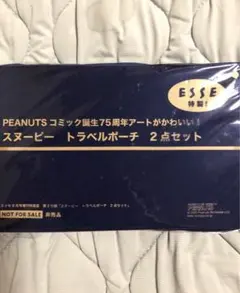 ESSE
特製!
PEANUTS コミック誕生75周年アートがかわいい!
スヌーピー トラベルポーチ 2点セット
NOT FOR SALE 非売品